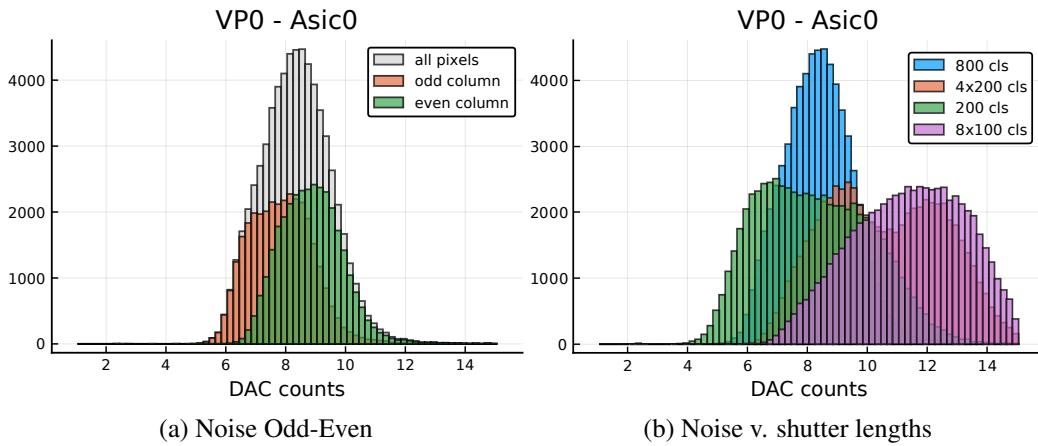 VP0 - Asic0
4000
3000
2000
1000
0
all pixels
odd column
even column
2 4 6 8 10 12 14
DAC counts
(a) Noise Odd-Even
VP0 - Asic0
4000
3000
2000
1000
0
800 cls
4x200 cls
200 cls
8x100 cls
2 4 6 8 10 12 14
DAC counts
(b) Noise v. shutter lengths